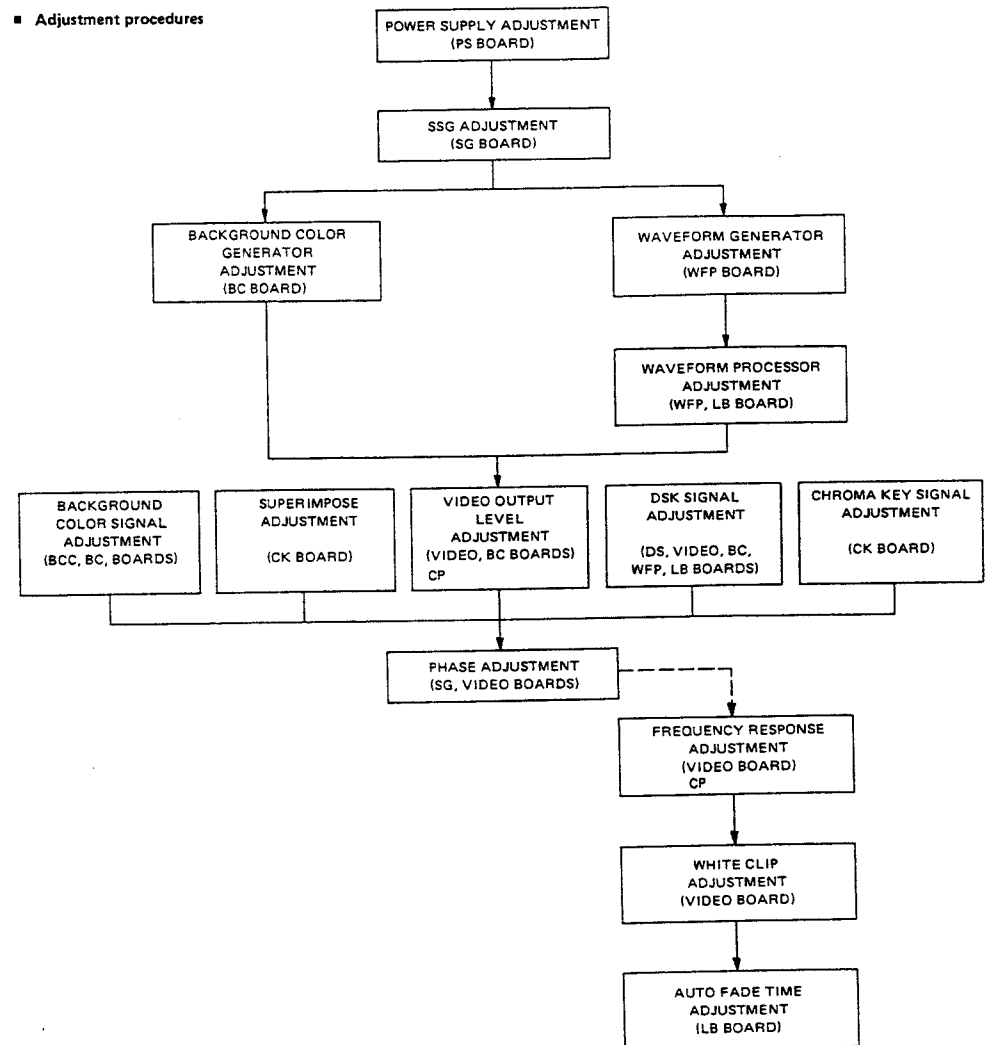 ■ Adjustment procedures
POWER SUPPLY ADJUSTMENT
(PS BOARD)
SSG ADJUSTMENT
(SG BOARD)
BACKGROUND COLOR
GENERATOR
ADJUSTMENT
(BC BOARD)
WAVEFORM GENERATOR
ADJUSTMENT
(WFP BOARD)
WAVEFORM PROCESSOR
ADJUSTMENT
(WFP, LB BOARD)
BACKGROUND
COLOR SIGNAL
ADJUSTMENT
(BCC, BC, BOARDS)
SUPERIMPOSE
ADJUSTMENT
(CK BOARD)
VIDEO OUTPUT
LEVEL
ADJUSTMENT
(VIDEO, BC BOARDS)
CP
DSK SIGNAL
ADJUSTMENT
(DS, VIDEO, BC,
WFP, LB BOARDS)
CHROMA KEY SIGNAL
ADJUSTMENT
(CK BOARD)
PHASE ADJUSTMENT
(SG, VIDEO BOARDS)
FREQUENCY RESPONSE
ADJUSTMENT
(VIDEO BOARD)
CP
WHITE CLIP
ADJUSTMENT
(VIDEO BOARD)
AUTO FADE TIME
ADJUSTMENT
(LB BOARD)